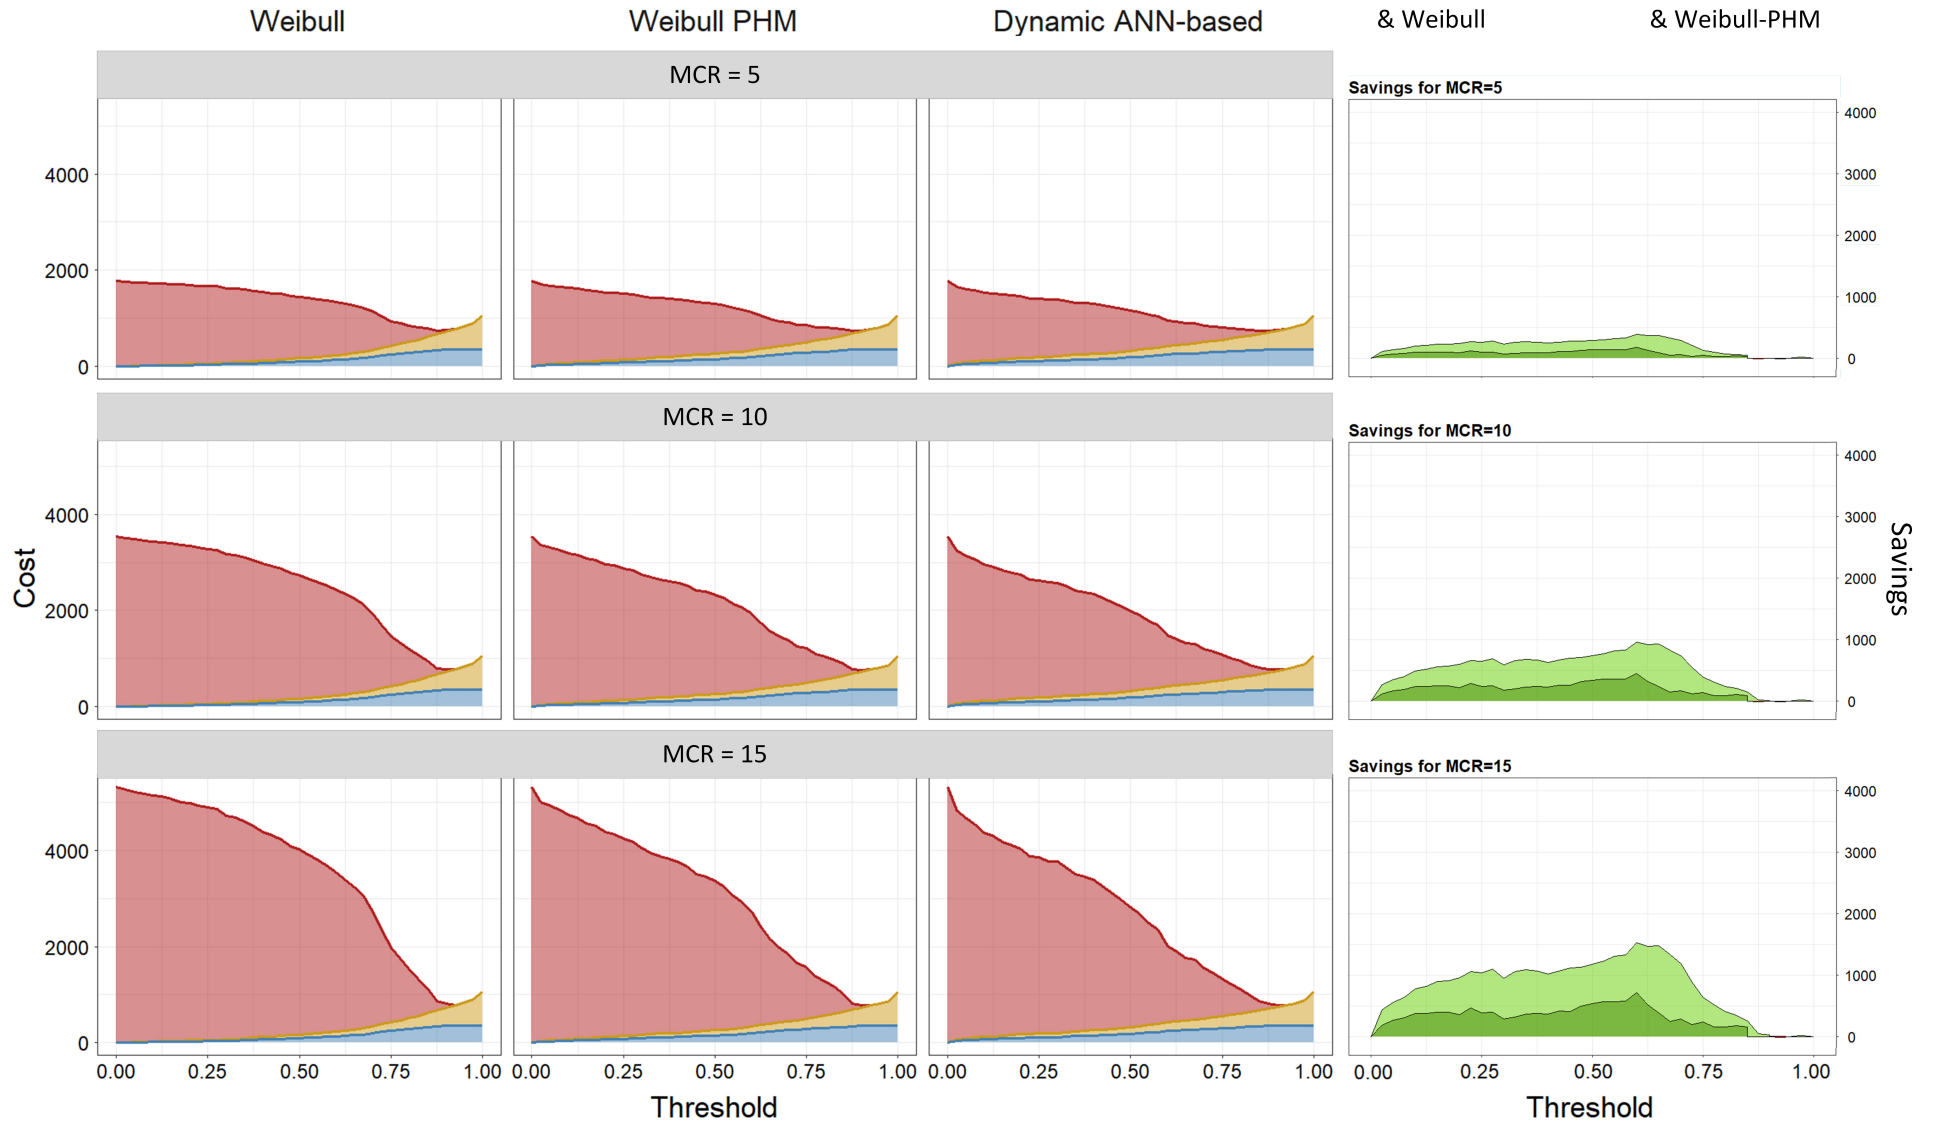 Weibull
Weibull PHM
Dynamic ANN-based
& Weibull
& Weibull-PHM
MCR = 5
Savings for MCR=5
4000
2000
0
4000
3000
2000
1000
0
MCR = 10
Savings for MCR=10
Cost
4000
2000
0
4000
3000
2000
1000
0
Savings
MCR = 15
Savings for MCR=15
4000
2000
0
4000
3000
2000
1000
0
0.00 0.25 0.50 0.75 1.00
0.00 0.25 0.50 0.75 1.00
0.00 0.25 0.50 0.75 1.00
0.00 0.25 0.50 0.75 1.00
Threshold
Threshold